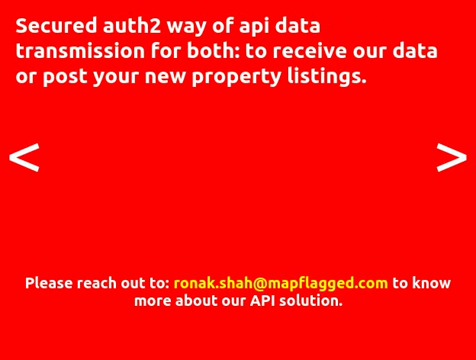 Secured auth2 way of api data
transmission for both: to receive our data
or post your new property listings.
< >
Please reach out to: ronak.shah@mapflagged.com to know
more about our API solution.